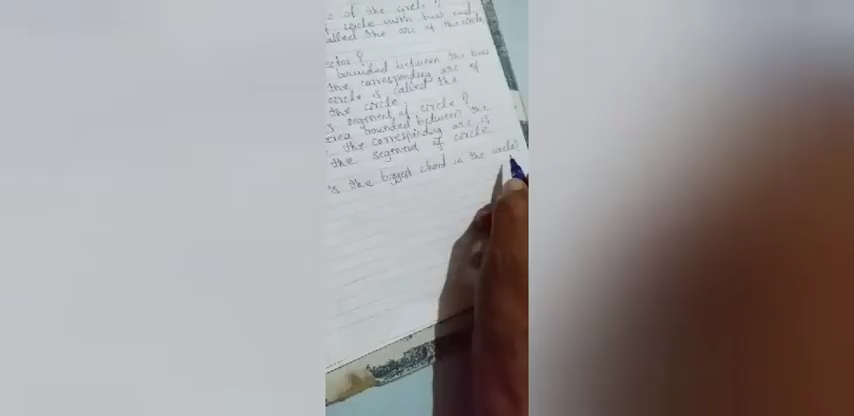 of the circle ?
circle with two end
called the arc of the circle
ector ?
bounded between the two
the corresponding arc of
circle is called the
the circle.
s segment of circle ?
area bounded between the
the corresponding arc is
the segment of circle
is the biggest chord in the circle?